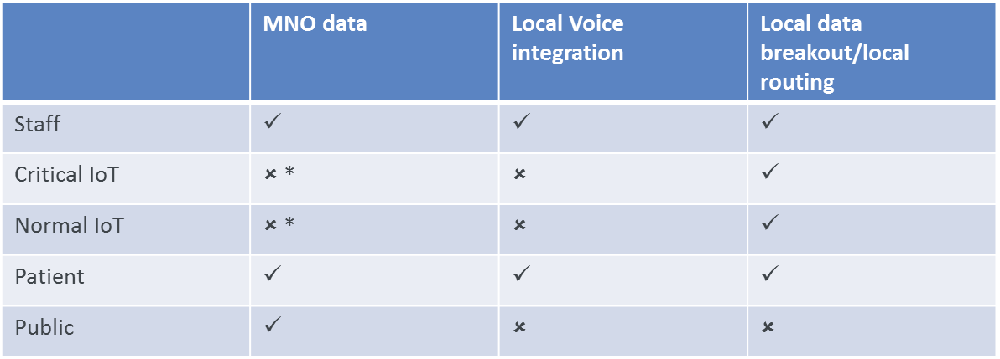 MNO data
Local Voice
integration
Local data
breakout/local
routing
Staff ✓ ✓ ✓
Critical IoT ✗ * ✗ ✓
Normal IoT ✗ * ✗ ✓
Patient ✓ ✓ ✓
Public ✓ ✗ ✗